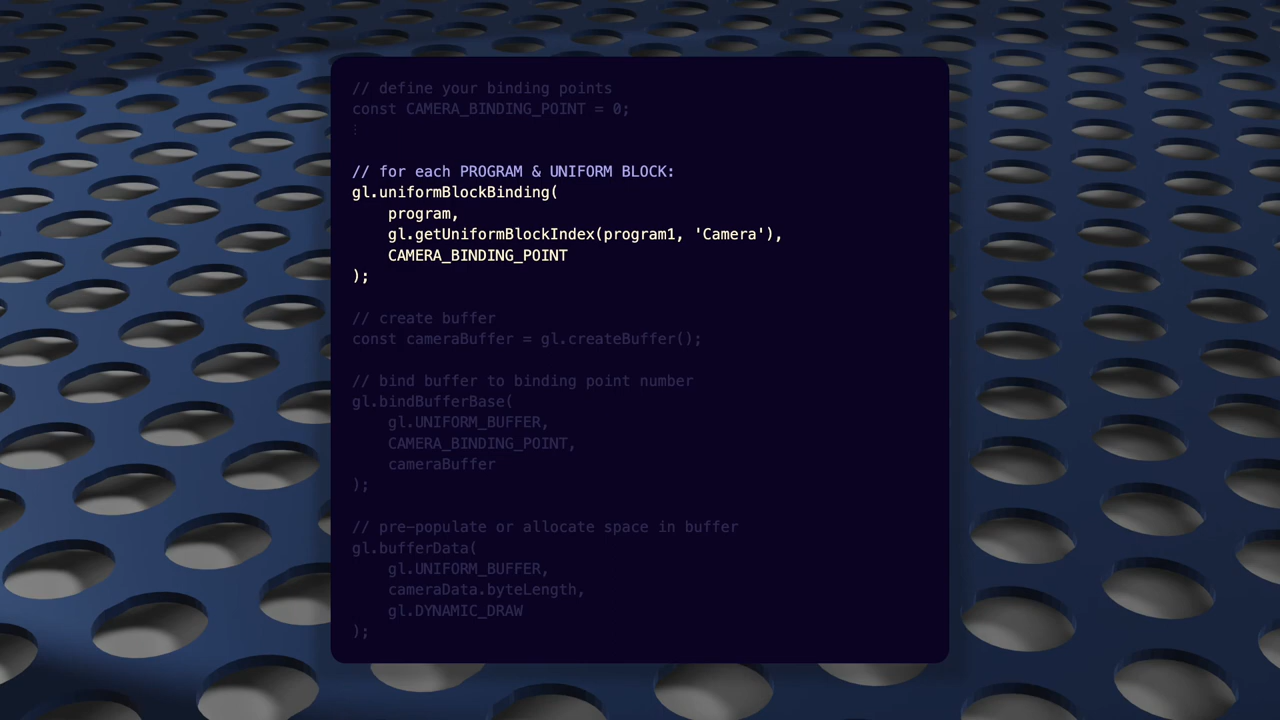 // define your binding points
const CAMERA_BINDING_POINT = 0;
⋮
// for each PROGRAM & UNIFORM BLOCK:
gl.uniformBlockBinding(
    program,
    gl.getUniformBlockIndex(program1, 'Camera'),
    CAMERA_BINDING_POINT
);
// create buffer
const cameraBuffer = gl.createBuffer();
// bind buffer to binding point number
gl.bindBufferBase(
    gl.UNIFORM_BUFFER,
    CAMERA_BINDING_POINT,
    cameraBuffer
);
// pre-populate or allocate space in buffer
gl.bufferData(
    gl.UNIFORM_BUFFER,
    cameraData.byteLength,
    gl.DYNAMIC_DRAW
);